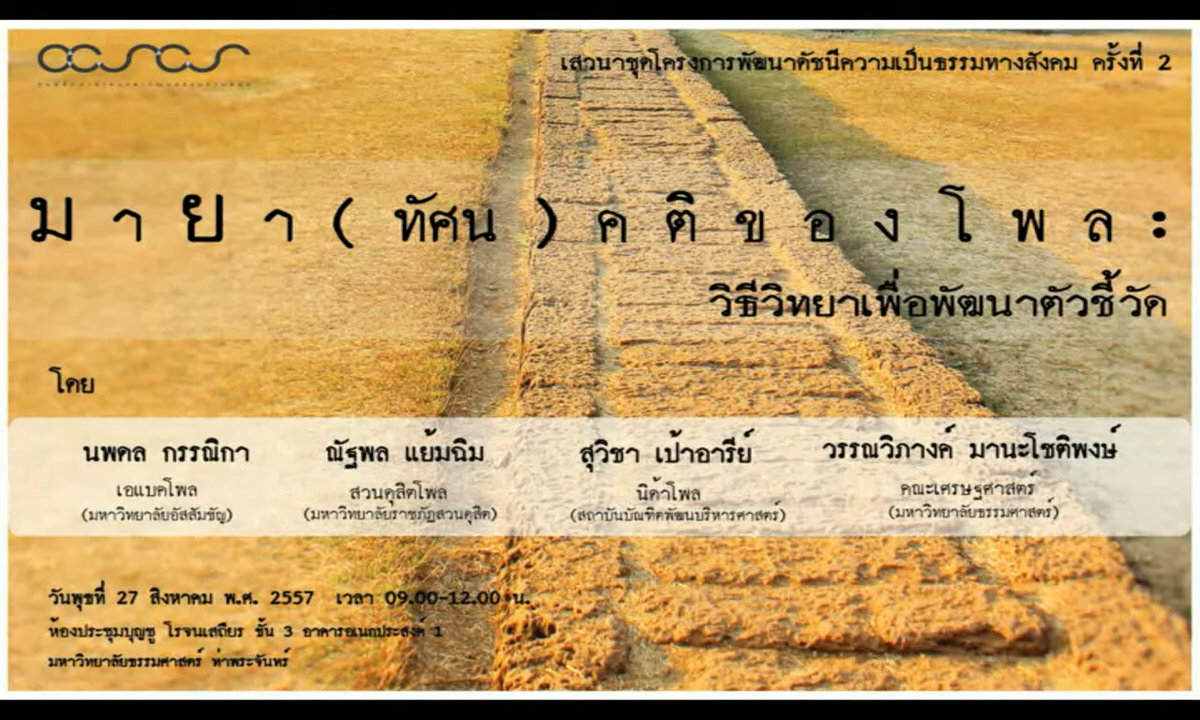 เสวนาชุดโครงการพัฒนาดัชนีความเป็นธรรมทางสังคม ครั้งที่ 2
มายา(ทัศน)คติของโพล:
วิธีวิทยาเพื่อพัฒนาตัวชี้วัด
โดย
นพดล กรรณิกา ณัฐพล แย้มฉิม สุวิชา เป้าอารีย์ วรรณวิภางค์ มานะโชติพงษ์
เอแบคโพล สวนดุสิตโพล นิด้าโพล คณะเศรษฐศาสตร์
(มหาวิทยาลัยอัสสัมชัญ) (มหาวิทยาลัยราชภัฏสวนดุสิต) (สถาบันบัณฑิตพัฒนบริหารศาสตร์) (มหาวิทยาลัยธรรมศาสตร์)
วันพุธที่ 27 สิงหาคม พ.ศ. 2557 เวลา 09.00-12.00 น.
ห้องประชุมบุญชู โรจนเสถียร ชั้น 3 อาคารอเนกประสงค์ 1
มหาวิทยาลัยธรรมศาสตร์ ท่าพระจันทร์